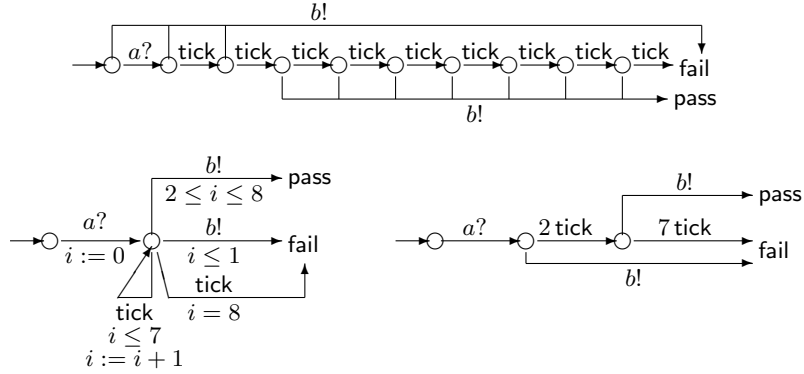 b!
a? tick tick tick tick tick tick tick tick tick
fail
pass
b!
b!
pass
2 ≤ i ≤ 8
a? b!
fail
i := 0 i ≤ 1
tick tick
i = 8
i ≤ 7
i := i + 1
b!
pass
a? 2 tick 7 tick
fail
b!